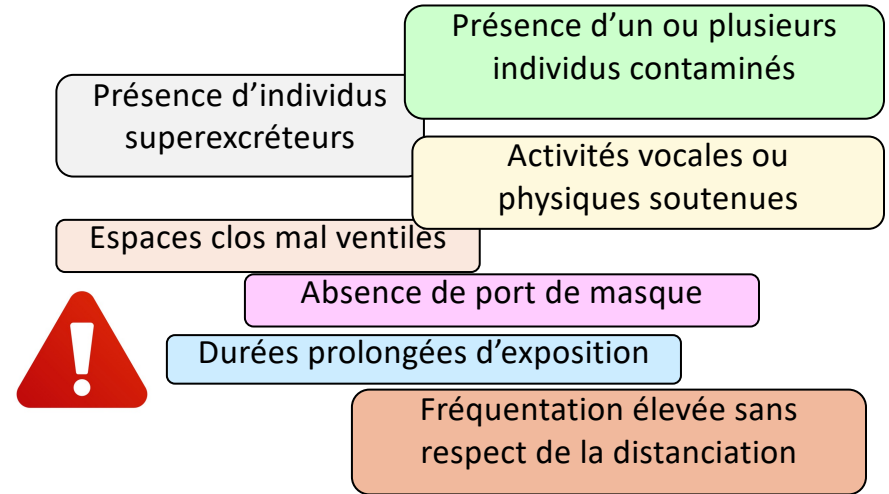 Présence d’un ou plusieurs
individus contaminés
Présence d’individus
superexcréteurs
Activités vocales ou
physiques soutenues
Espaces clos mal ventilés
Absence de port de masque
Durées prolongées d’exposition
Fréquentation élevée sans
respect de la distanciation